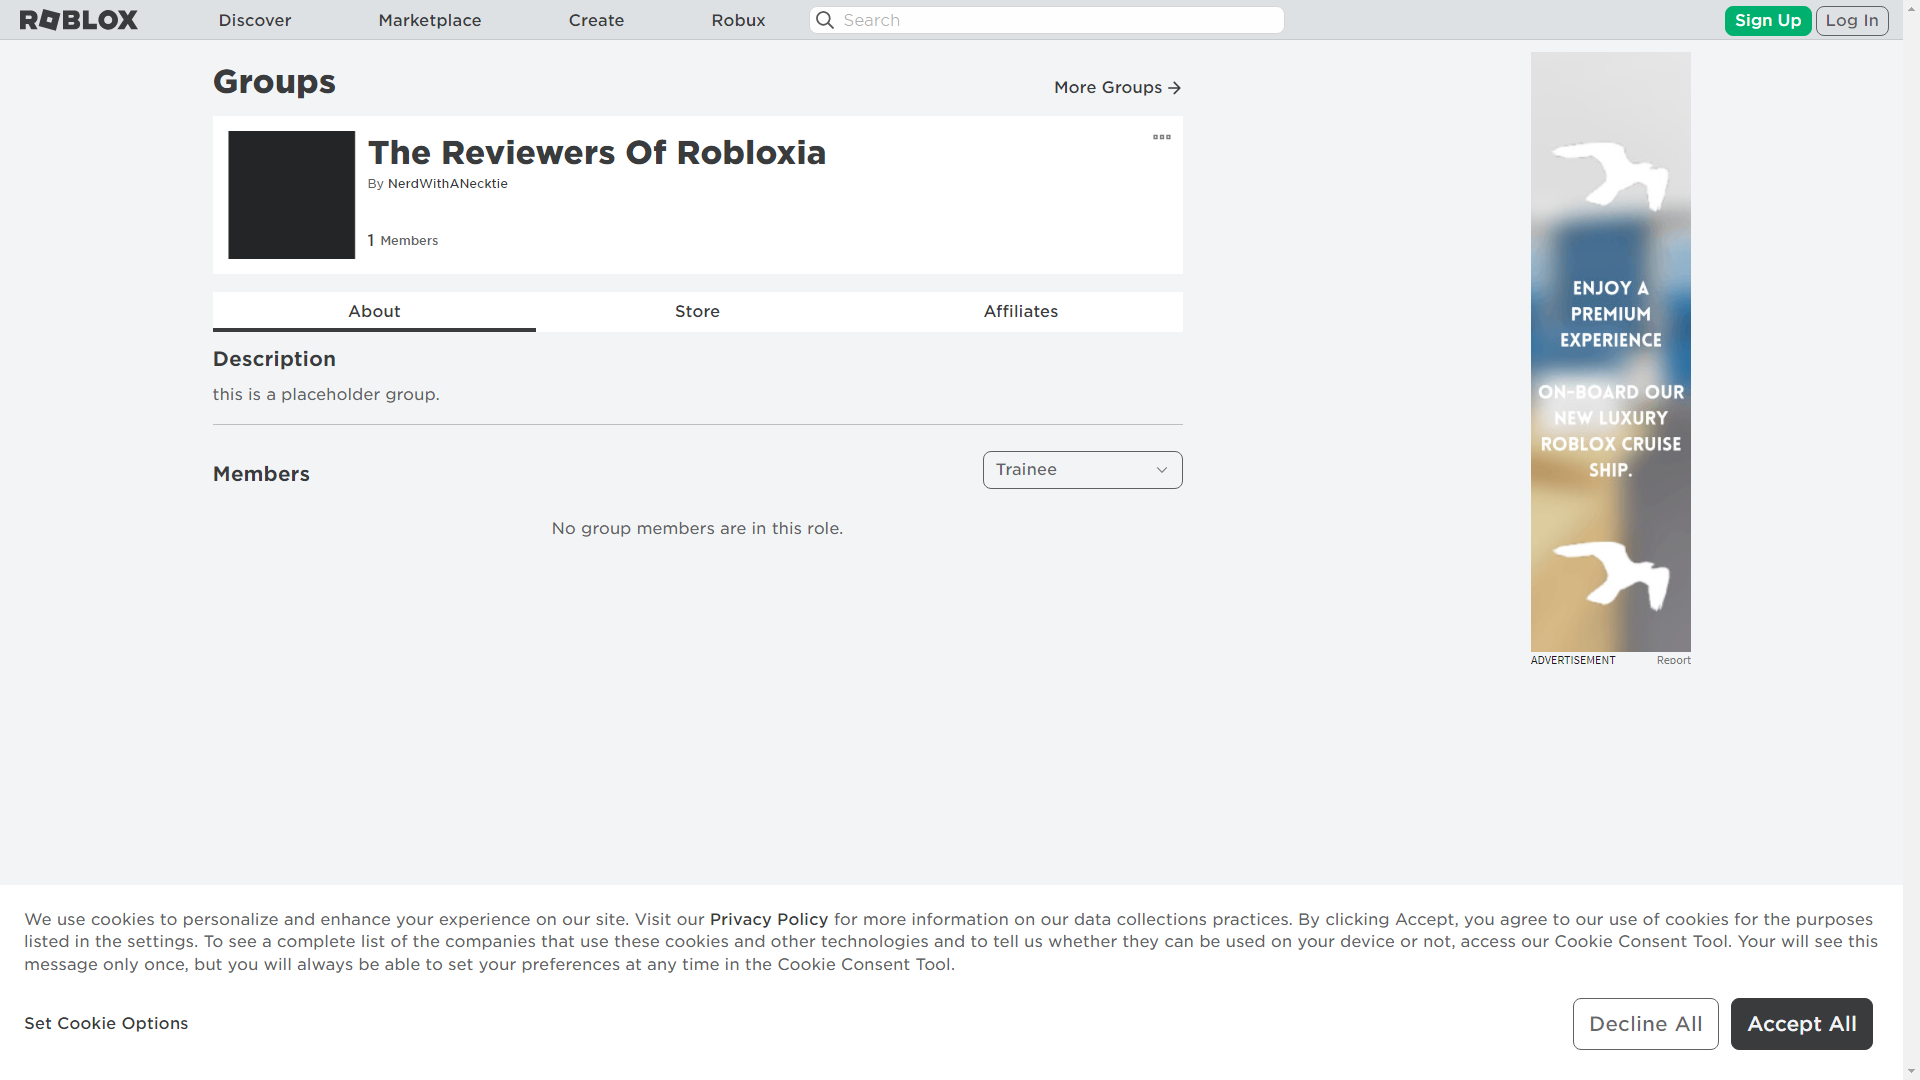 ROBLOX
Discover
Marketplace
Create
Robux
Search
Sign Up
Log In
Groups
More Groups
The Reviewers Of Robloxia
By NerdWithANecktie
1 Members
About
Store
Affiliates
Description
this is a placeholder group.
Members
Trainee
No group members are in this role.
ENJOY A
PREMIUM
EXPERIENCE
ON-BOARD OUR
NEW LUXURY
ROBLOX CRUISE
SHIP.
ADVERTISEMENT
Report
We use cookies to personalize and enhance your experience on our site. Visit our Privacy Policy for more information on our data collections practices. By clicking Accept, you agree to our use of cookies for the purposes
listed in the settings. To see a complete list of the companies that use these cookies and other technologies and to tell us whether they can be used on your device or not, access our Cookie Consent Tool. Your will see this
message only once, but you will always be able to set your preferences at any time in the Cookie Consent Tool.
Set Cookie Options
Decline All
Accept All